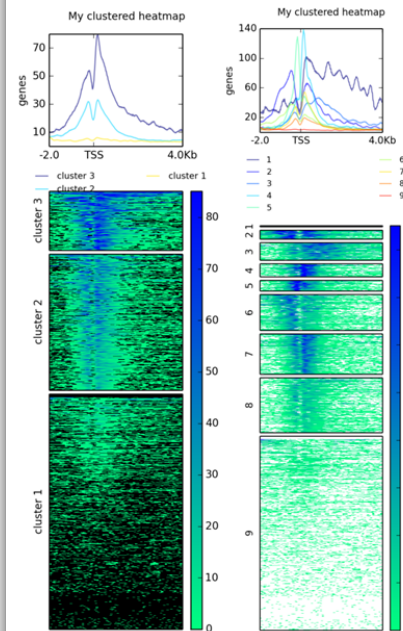 My clustered heatmap
genes
70
50
30
10
-2.0 TSS 4.0Kb
cluster 3 cluster 1
cluster 2
cluster 3
cluster 2
cluster 1
80
70
60
50
40
30
20
10
0
My clustered heatmap
genes
140
100
60
20
-2.0 TSS 4.0Kb
1 6
2 7
3 8
4 9
5
1
2
3
4
5
6
7
8
9